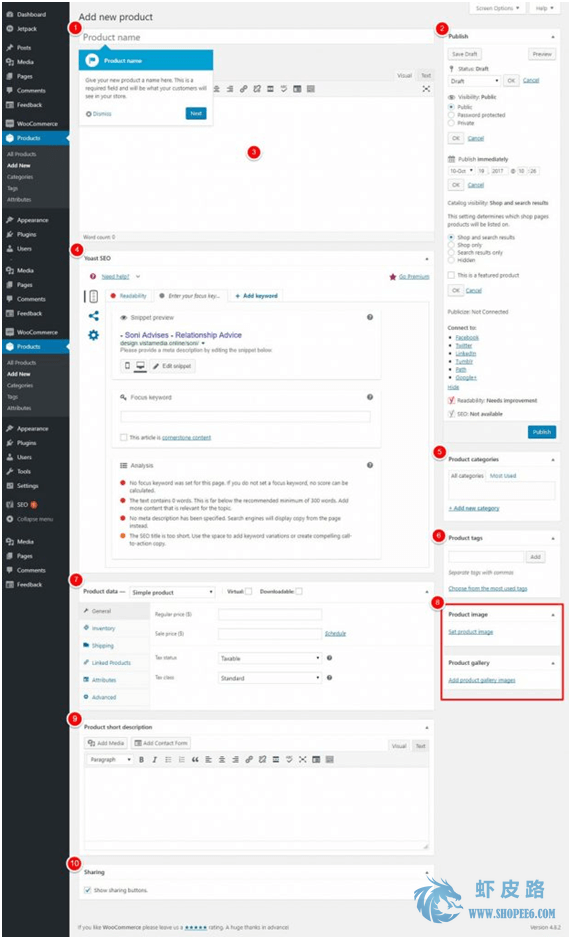 Screen Options
Help
Dashboard
Jetpack
Posts
Media
Pages
Comments
Feedback
WooCommerce
Products
All Products
Add New
Categories
Tags
Attributes
Appearance
Plugins
Users
Media
Pages
Comments
Feedback
WooCommerce
Products
All Products
Add New
Categories
Tags
Attributes
Appearance
Plugins
Users
Tools
Settings
SEO
Collapse menu
Media
Pages
Comments
Feedback
Add new product
1
Product name
Product name
Give your new product a name here. This is a
required field and will be what your customers will
see in your store.
Dismiss
Next
Visual
Text
3
Word count: 0
4
Yoast SEO
Need help?
Go Premium
Readability
Enter your focus key...
+ Add keyword
Snippet preview
- Soni Advises - Relationship Advice
design.vistamedia.online/soni/
Please provide a meta description by editing the snippet below.
Edit snippet
Focus keyword
This article is cornerstone content
Analysis
No focus keyword was set for this page. If you do not set a focus keyword, no score can be
calculated.
The text contains 0 words. This is far below the recommended minimum of 300 words. Add
more content that is relevant for the topic.
No meta description has been specified. Search engines will display copy from the page
instead.
The SEO title is too short. Use the space to add keyword variations or create compelling call-
to-action copy.
7
Product data —
Simple product
Virtual:
Downloadable:
General
Inventory
Shipping
Linked Products
Attributes
Advanced
Regular price ($)
Sale price ($)
Schedule
Tax status
Taxable
Tax class
Standard
9
Product short description
Add Media
Add Contact Form
Visual
Text
Paragraph
B
I
10
Sharing
Show sharing buttons.
2
Publish
Save Draft
Preview
Status: Draft
Draft
OK
Cancel
Visibility: Public
Public
Password protected
Private
OK
Cancel
Publish immediately
10-Oct
18
, 2017
@ 10
: 26
OK
Cancel
Catalog visibility: Shop and search results
This setting determines which shop pages
products will be listed on.
Shop and search results
Shop only
Search results only
Hidden
This is a featured product
OK
Cancel
Publicize: Not Connected
Connect to:
Facebook
Twitter
LinkedIn
Tumblr
Path
Google+
Hide
Readability: Needs improvement
SEO: Not available
Publish
5
Product categories
All categories
Most Used
+ Add new category
6
Product tags
Add
Separate tags with commas
Choose from the most used tags
8
Product image
Set product image
Product gallery
Add product gallery images
虾皮路
WWW.SHOPEE6.COM
If you like WooCommerce please leave us a ★★★★★ rating. A huge thanks in advance!
Version 4.8.2